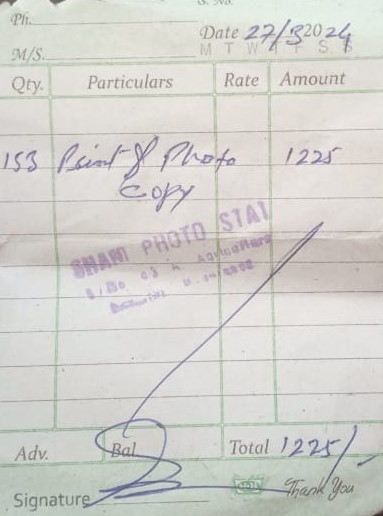 Ph.
Date 27/3 2024
M T W T F S S
M/S.
Qty. Particulars Rate Amount
153 Print & Photo 1225
Copy
SHANI PHOTO STAT
Adv. Bal Total 1225/
Signature Thank You